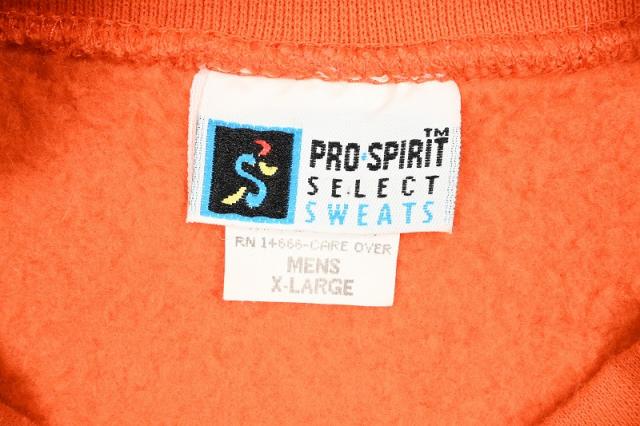 PRO·SPIRIT™
SELECT
SWEATS
RN 14666-CARE OVER
MENS
X-LARGE